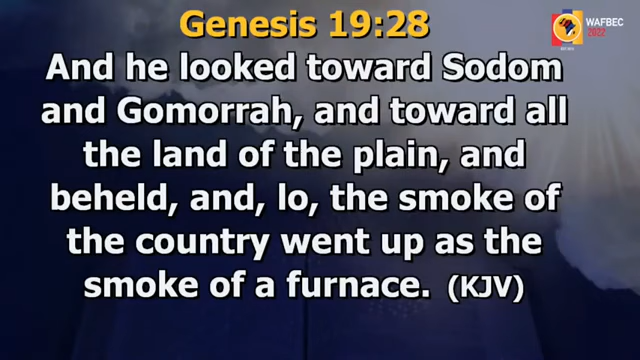 Genesis 19:28
WAFBEC
2022
And he looked toward Sodom
and Gomorrah, and toward all
the land of the plain, and
beheld, and, lo, the smoke of
the country went up as the
smoke of a furnace. (KJV)